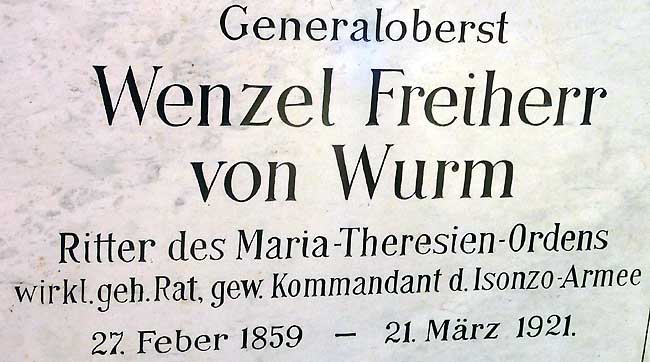 Generaloberst
Wenzel Freiherr
von Wurm
Ritter des Maria-Theresien-Ordens
wirkl.geh.Rat, gew. Kommandant d. Isonzo-Armee
27. Feber 1859 — 21. März 1921.